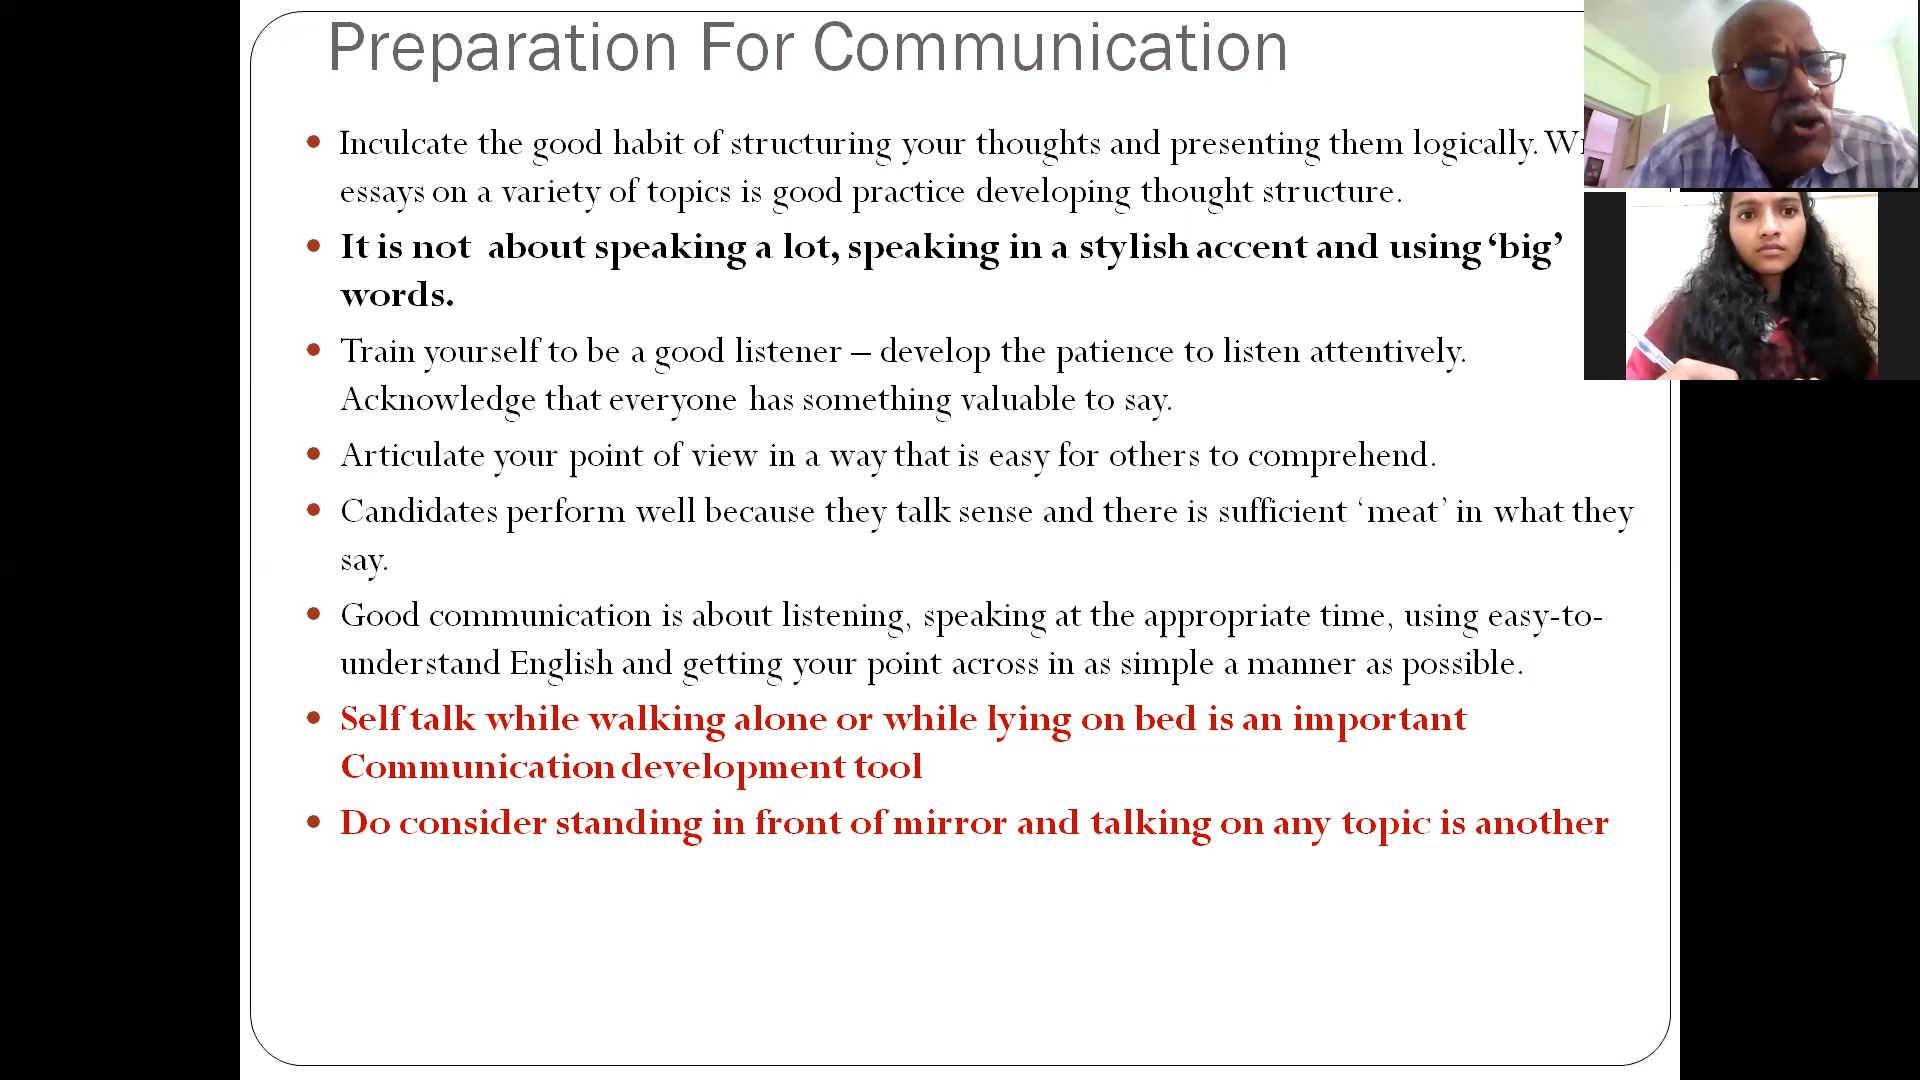 Preparation For Communication
• Inculcate the good habit of structuring your thoughts and presenting them logically.
essays on a variety of topics is good practice developing thought structure.
• It is not about speaking a lot, speaking in a stylish accent and using ‘big’
words.
• Train yourself to be a good listener – develop the patience to listen attentively.
Acknowledge that everyone has something valuable to say.
• Articulate your point of view in a way that is easy for others to comprehend.
• Candidates perform well because they talk sense and there is sufficient ‘meat’ in what they
say.
• Good communication is about listening, speaking at the appropriate time, using easy-to-
understand English and getting your point across in as simple a manner as possible.
• Self talk while walking alone or while lying on bed is an important
Communication development tool
• Do consider standing in front of mirror and talking on any topic is another